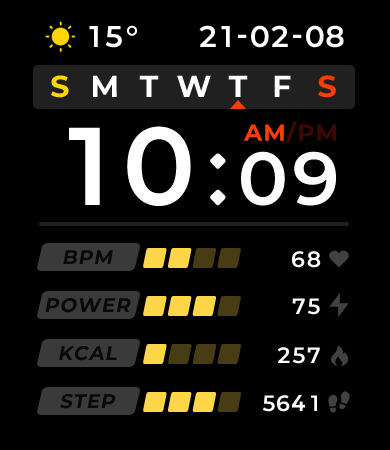 15° 21-02-08
S M T W T F S
AM/PM
10:09
BPM 68
POWER 75
KCAL 257
STEP 5641